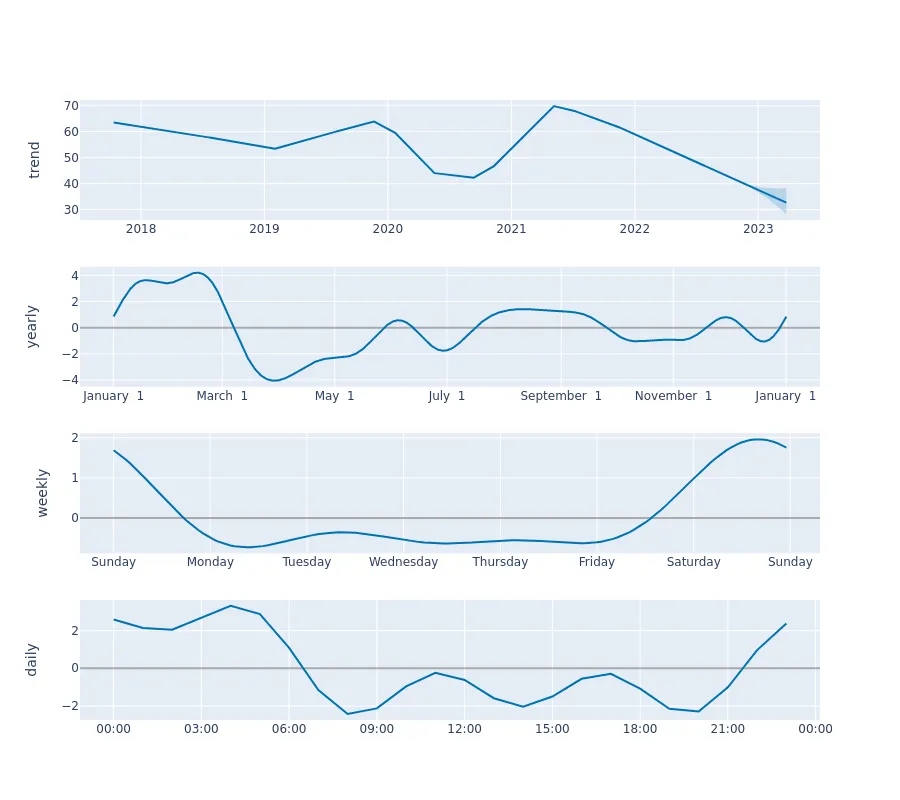 trend
70
60
50
40
30
2018 2019 2020 2021 2022 2023
yearly
4
2
0
−2
−4
January 1 March 1 May 1 July 1 September 1 November 1 January 1
weekly
2
1
0
Sunday Monday Tuesday Wednesday Thursday Friday Saturday Sunday
daily
2
0
−2
00:00 03:00 06:00 09:00 12:00 15:00 18:00 21:00 00:00